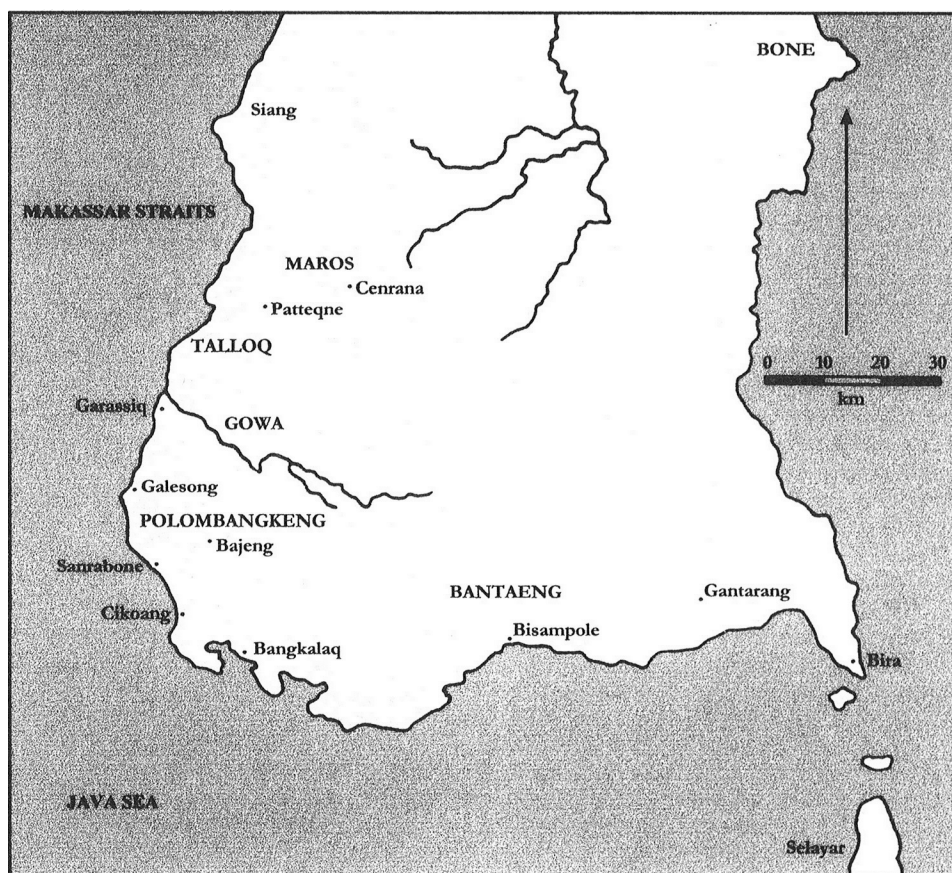 BONE
Siang
MAKASSAR STRAITS
MAROS
Cenrana
Patteqne
TALLOQ
0 10 20 30
km
Garassiq
GOWA
Galesong
POLOMBANGKENG
Bajeng
Sanrabone
BANTAENG
Gantarang
Cikoang
Bisampole
Bangkalaq
Bira
JAVA SEA
Selayar